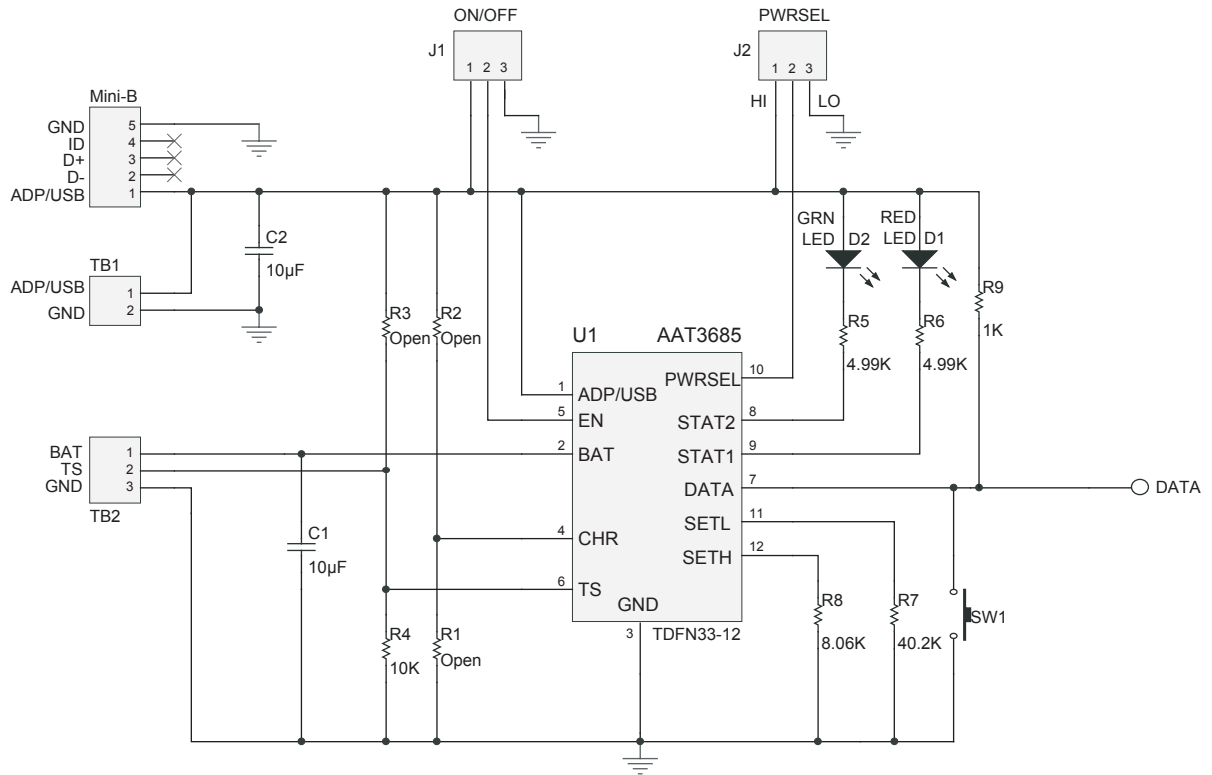 ON/OFF
PWRSEL
J1
1 2 3
J2
1 2 3
HI
LO
Mini-B
GND 5
ID 4
D+ 3
D- 2
ADP/USB 1
C2
10µF
TB1
ADP/USB 1
GND 2
GRN
LED D2
RED
LED D1
R9
1K
R3
Open
R2
Open
R5
4.99K
R6
4.99K
U1 AAT3685
1 ADP/USB
PWRSEL 10
5 EN
STAT2 8
2 BAT
STAT1 9
DATA 7
DATA
SETL 11
4 CHR
SETH 12
6 TS
GND
3
TDFN33-12
BAT 1
TS 2
GND 3
TB2
C1
10µF
R4
10K
R1
Open
R8
8.06K
R7
40.2K
SW1